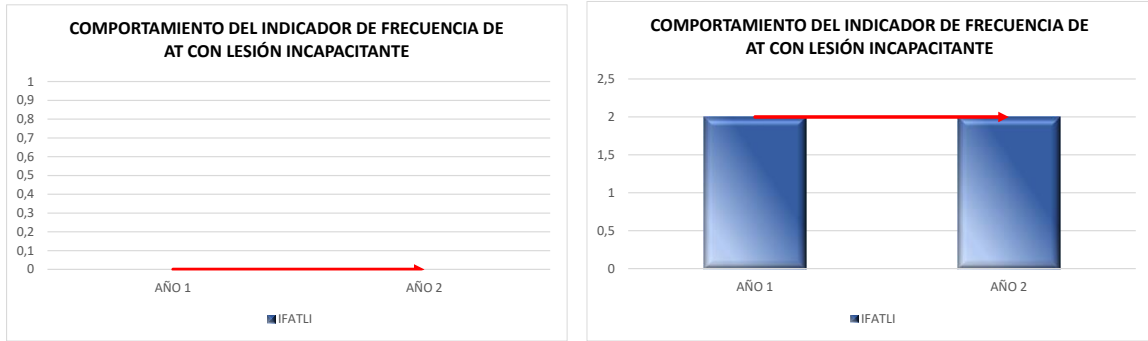 COMPORTAMIENTO DEL INDICADOR DE FRECUENCIA DE
AT CON LESIÓN INCAPACITANTE
1
0,9
0,8
0,7
0,6
0,5
0,4
0,3
0,2
0,1
0
AÑO 1 AÑO 2
IFATLI
COMPORTAMIENTO DEL INDICADOR DE FRECUENCIA DE
AT CON LESIÓN INCAPACITANTE
2,5
2
1,5
1
0,5
0
AÑO 1 AÑO 2
IFATLI